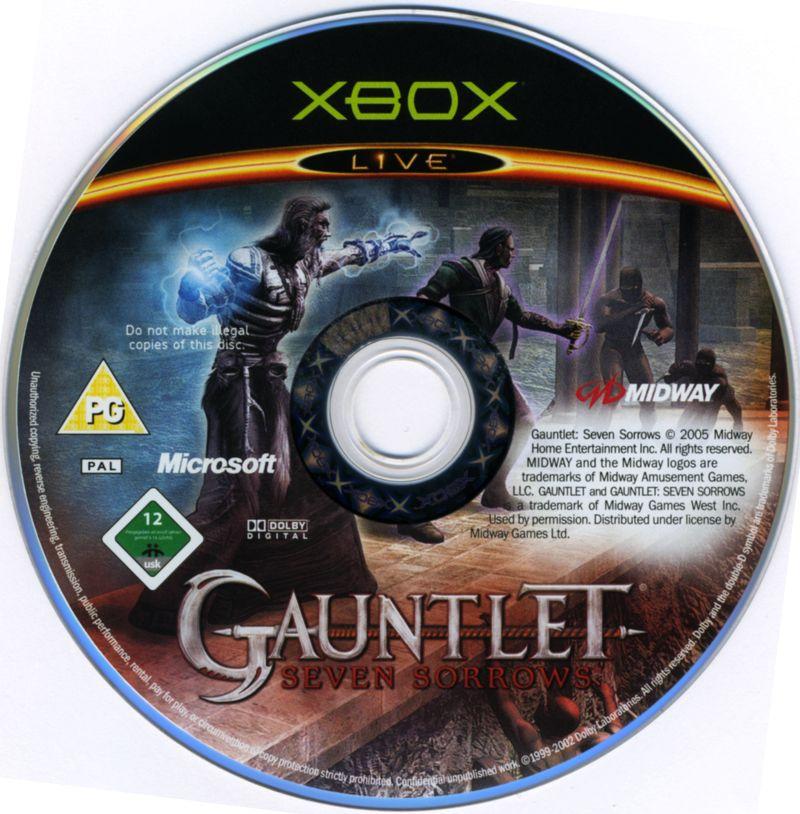 XBOX
LIVE
Do not make illegal
copies of this disc.
PG
PAL
Microsoft
12
usk
DOLBY
DIGITAL
MIDWAY
Gauntlet: Seven Sorrows © 2005 Midway
Home Entertainment Inc. All rights reserved.
MIDWAY and the Midway logos are
trademarks of Midway Amusement Games,
LLC. GAUNTLET and GAUNTLET: SEVEN SORROWS
is a trademark of Midway Games West Inc.
Used by permission. Distributed under license by
Midway Games Ltd.
GAUNTLET®
SEVEN SORROWS
Unauthorized copying, reverse engineering, transmission, public performance, rental, pay for play, or circumvention of copy protection strictly prohibited. Confidential unpublished work. ©1999-2002 Dolby Laboratories. All rights reserved. Dolby and the double-D symbol are trademarks of Dolby Laboratories.